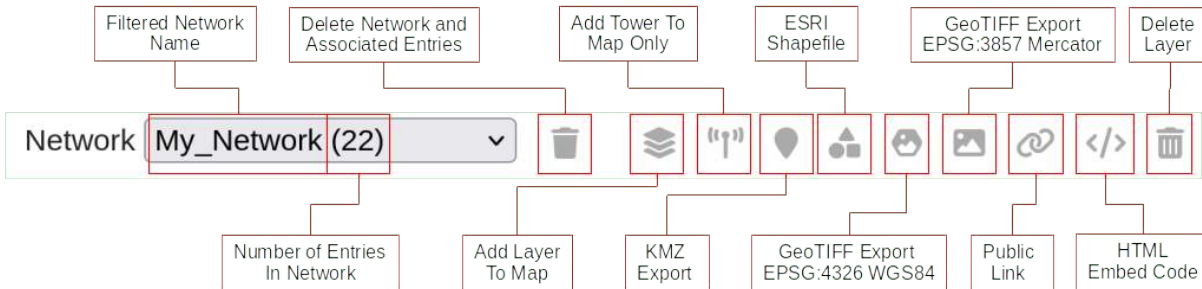 Filtered Network
Name
Delete Network and
Associated Entries
Add Tower To
Map Only
ESRI
Shapefile
GeoTIFF Export
EPSG:3857 Mercator
Delete
Layer
Network My_Network (22)
Number of Entries
In Network
Add Layer
To Map
KMZ
Export
GeoTIFF Export
EPSG:4326 WGS84
Public
Link
HTML
Embed Code